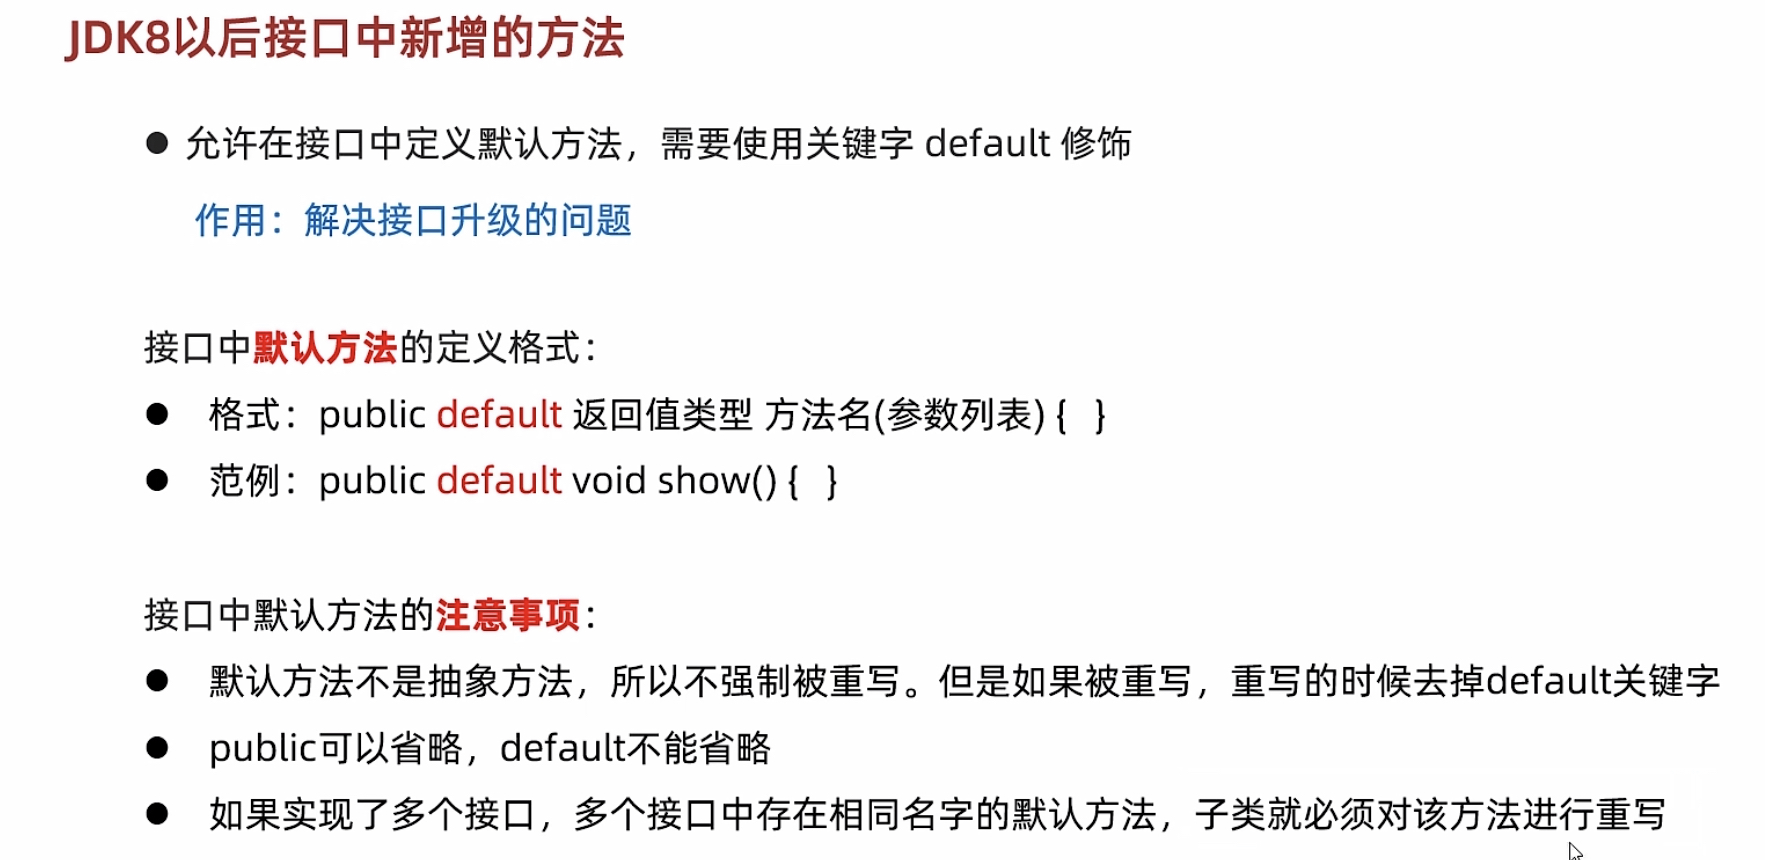 JDK8以后接口中新增的方法
● 允许在接口中定义默认方法，需要使用关键字 default 修饰
作用：解决接口升级的问题
接口中默认方法的定义格式：
● 格式：public default 返回值类型 方法名(参数列表) { }
● 范例：public default void show() { }
接口中默认方法的注意事项：
● 默认方法不是抽象方法，所以不强制被重写。但是如果被重写，重写的时候去掉default关键字
● public可以省略，default不能省略
● 如果实现了多个接口，多个接口中存在相同名字的默认方法，子类就必须对该方法进行重写